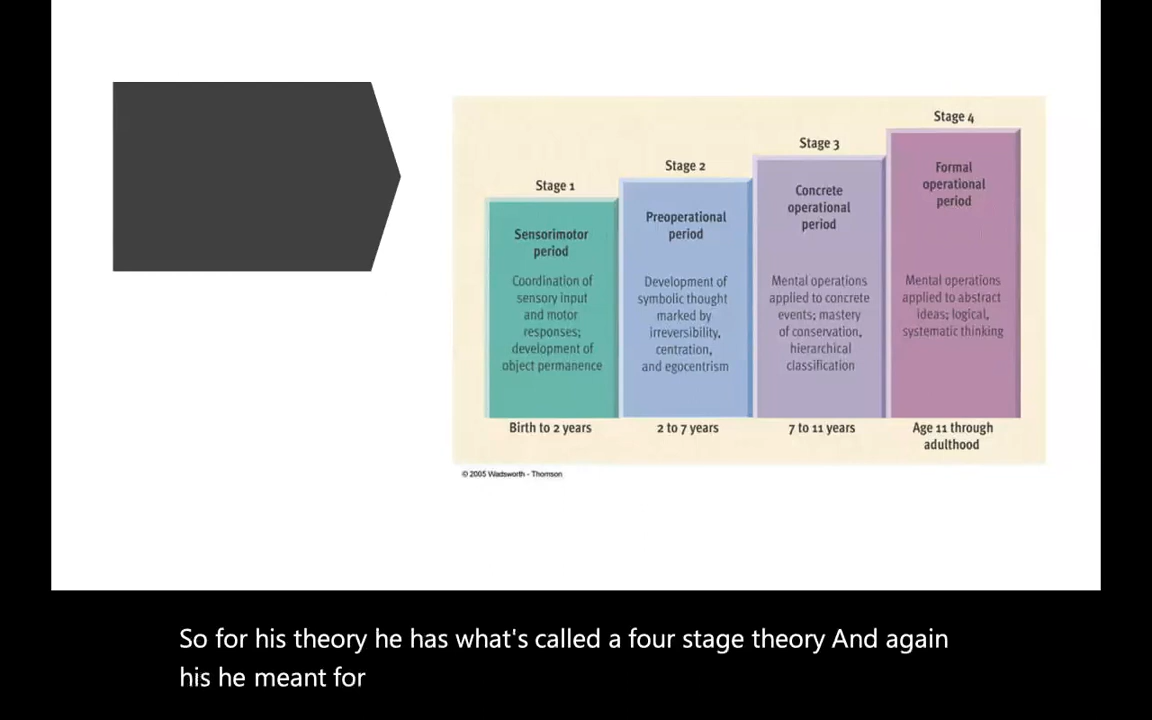 Stage 1
Sensorimotor
period
Coordination of
sensory input
and motor
responses;
development of
object permanence
Birth to 2 years
Stage 2
Preoperational
period
Development of
symbolic thought
marked by
irreversibility,
centration,
and egocentrism
2 to 7 years
Stage 3
Concrete
operational
period
Mental operations
applied to concrete
events; mastery
of conservation,
hierarchical
classification
7 to 11 years
Stage 4
Formal
operational
period
Mental operations
applied to abstract
ideas; logical,
systematic thinking
Age 11 through
adulthood
© 2005 Wadsworth - Thomson
So for his theory he has what's called a four stage theory And again
his he meant for